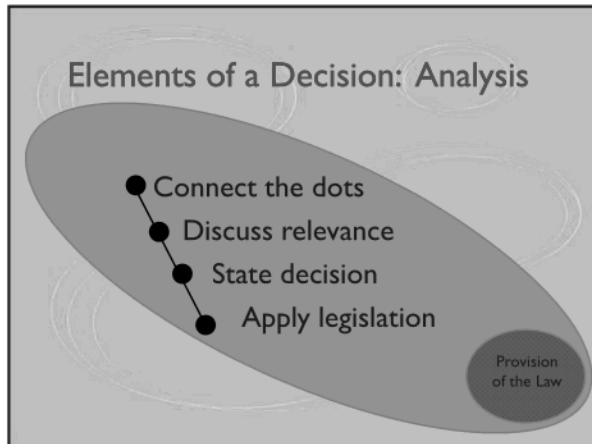 Elements of a Decision: Analysis
Connect the dots
Discuss relevance
State decision
Apply legislation
Provision
of the Law